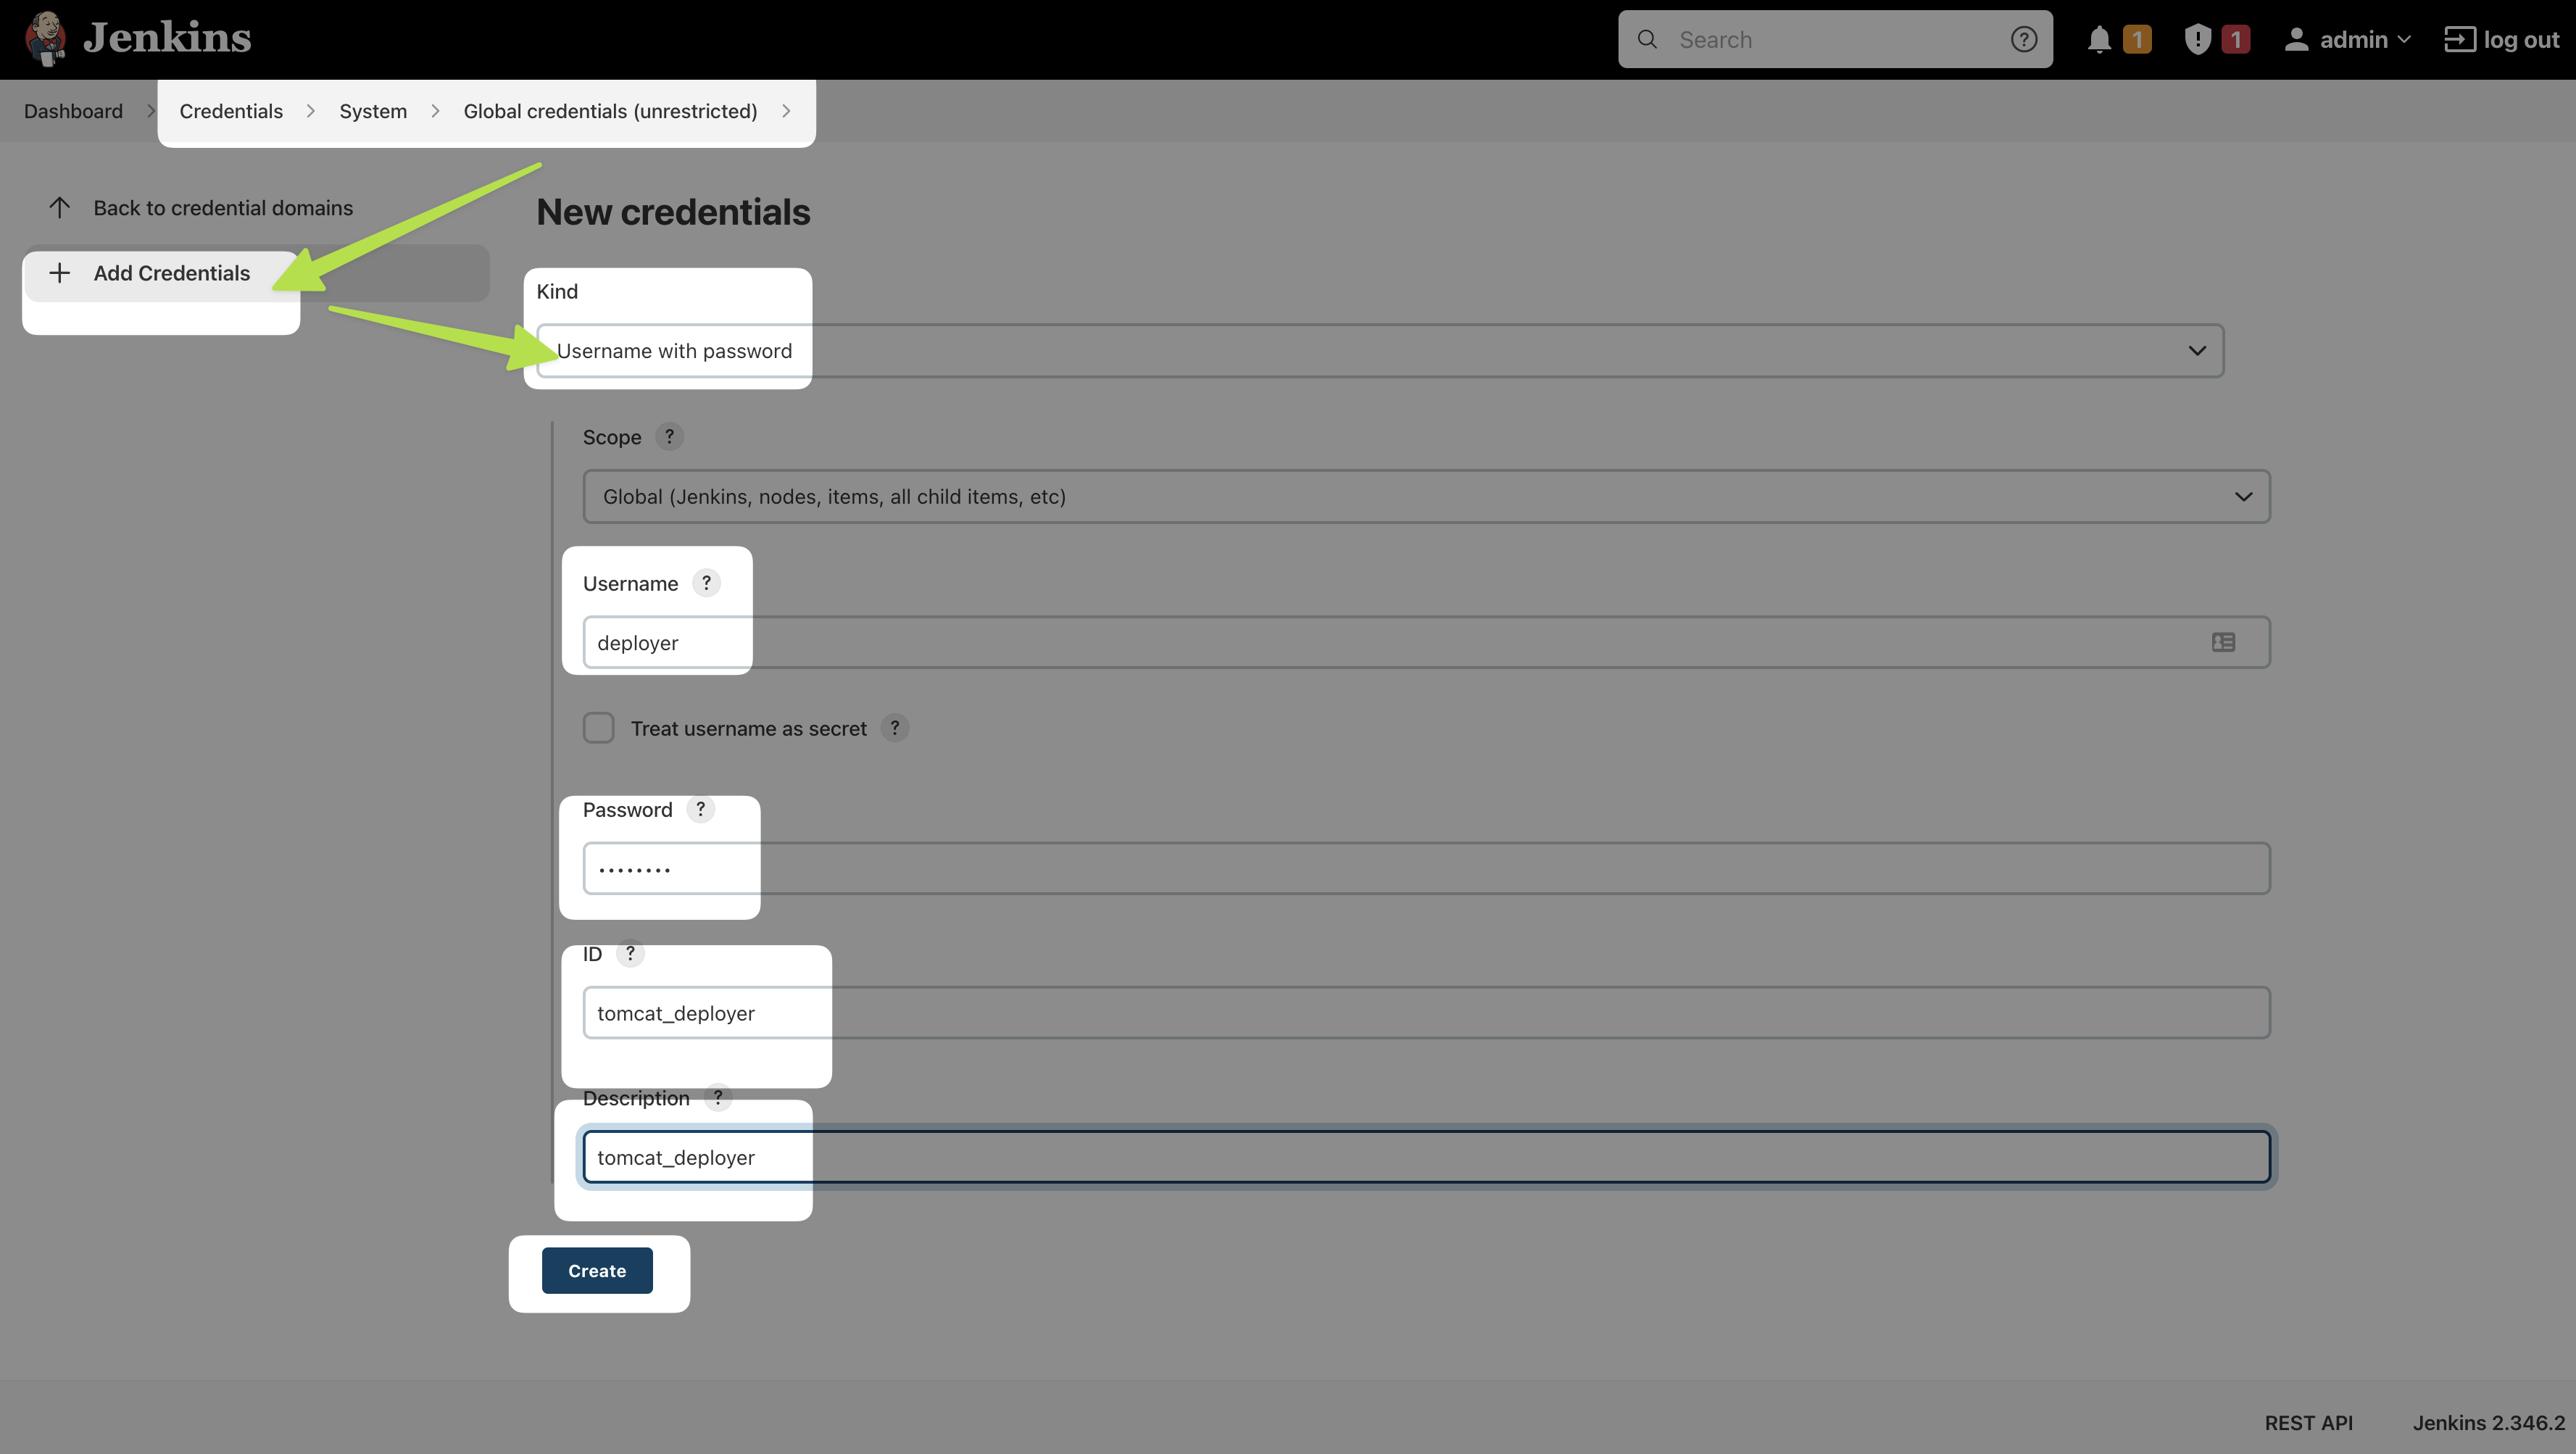 Jenkins
Search
1
1
admin
log out
Dashboard
Credentials
System
Global credentials (unrestricted)
Back to credential domains
Add Credentials
New credentials
Kind
Username with password
Scope ?
Global (Jenkins, nodes, items, all child items, etc)
Username ?
deployer
Treat username as secret ?
Password ?
········
ID ?
tomcat_deployer
Description ?
tomcat_deployer
Create
REST API
Jenkins 2.346.2